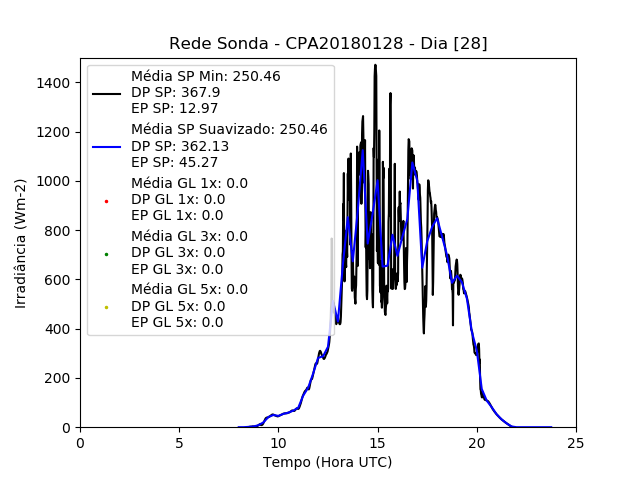 Rede Sonda - CPA20180128 - Dia [28]
Irradiância (Wm-2)
1400
1200
1000
800
600
400
200
0
Média SP Min: 250.46
DP SP: 367.9
EP SP: 12.97
Média SP Suavizado: 250.46
DP SP: 362.13
EP SP: 45.27
Média GL 1x: 0.0
DP GL 1x: 0.0
EP GL 1x: 0.0
Média GL 3x: 0.0
DP GL 3x: 0.0
EP GL 3x: 0.0
Média GL 5x: 0.0
DP GL 5x: 0.0
EP GL 5x: 0.0
0 5 10 15 20 25
Tempo (Hora UTC)